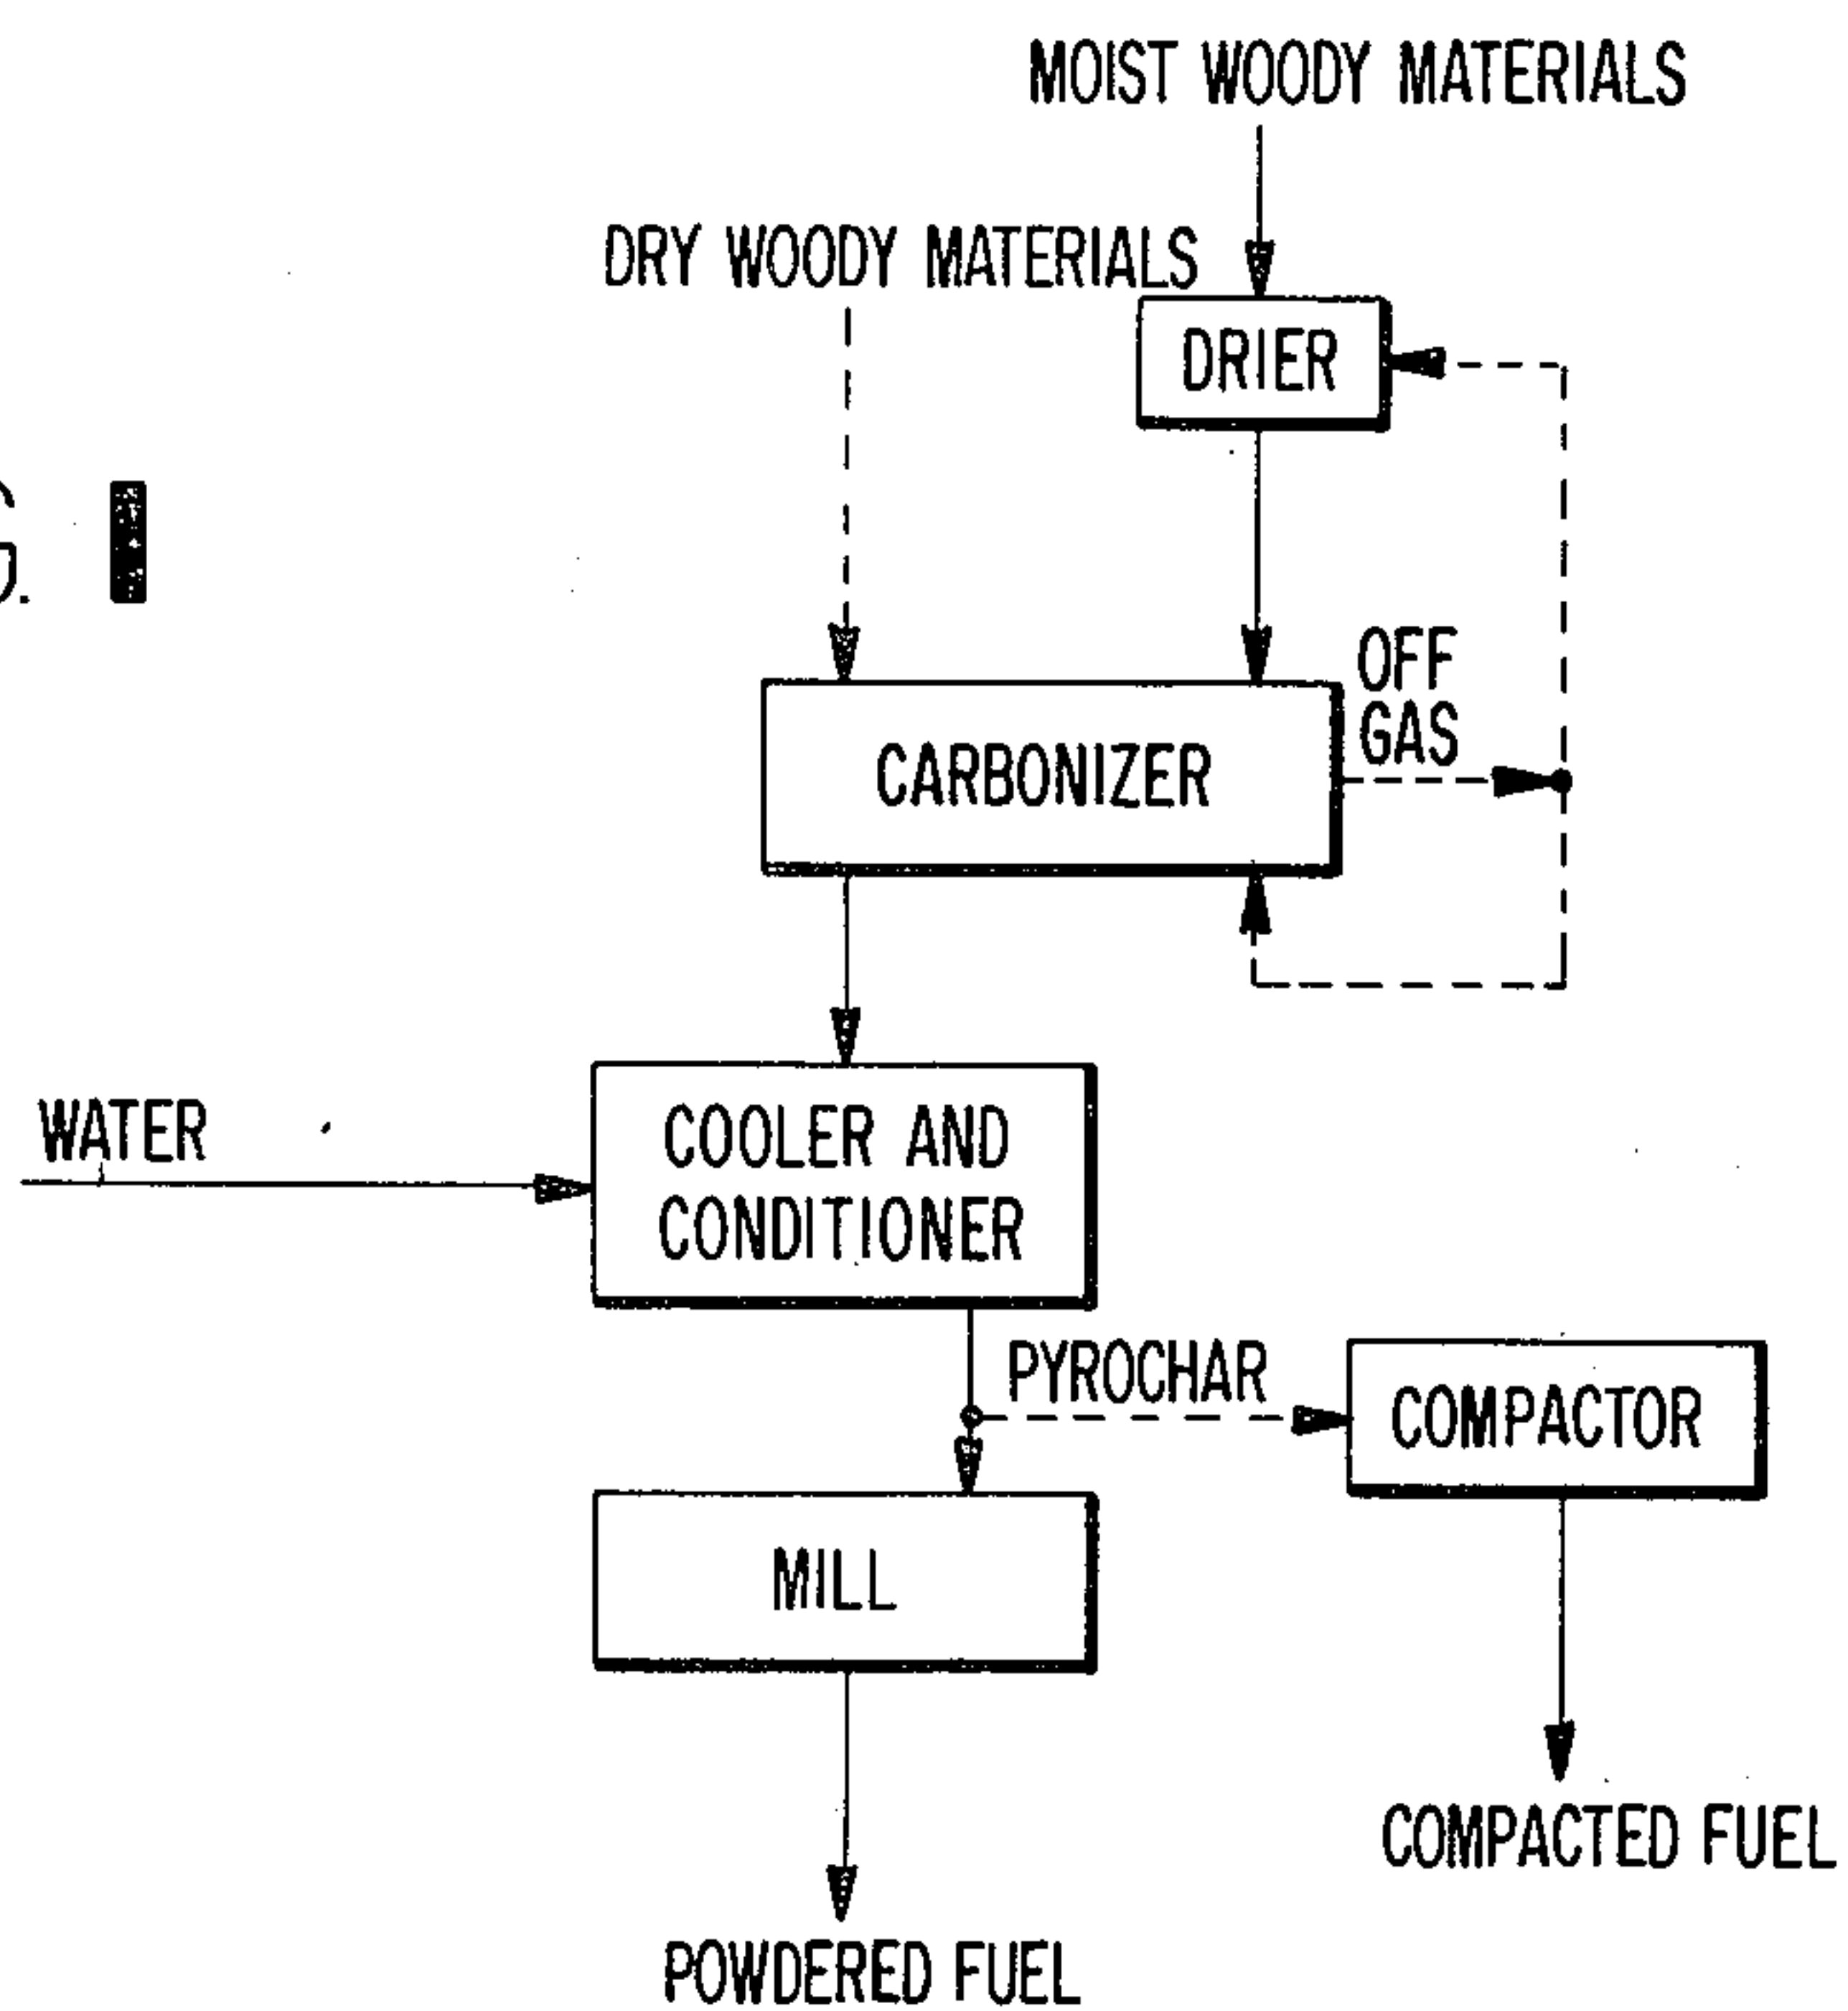 MOIST WOODY MATERIALS
DRY WOODY MATERIALS
DRIER
OFF
GAS
CARBONIZER
WATER
COOLER AND
CONDITIONER
PYROCHAR
COMPACTOR
MILL
COMPACTED FUEL
POWDERED FUEL